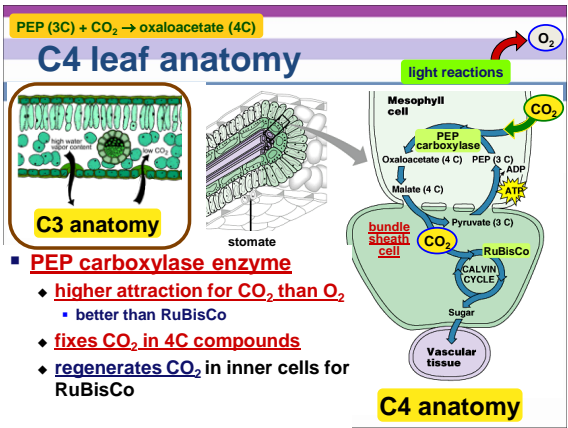 PEP (3C) + CO₂ → oxaloacetate (4C)
C4 leaf anatomy
O₂
light reactions
high water
vapor content
low CO₂
C3 anatomy
stomate
Mesophyll
cell
CO₂
PEP
carboxylase
Oxaloacetate (4 C)
PEP (3 C)
ADP
ATP
Malate (4 C)
Pyruvate (3 C)
bundle
sheath
cell
CO₂
RuBisCo
CALVIN
CYCLE
Sugar
Vascular
tissue
C4 anatomy
▪ PEP carboxylase enzyme
◆ higher attraction for CO₂ than O₂
▪ better than RuBisCo
◆ fixes CO₂ in 4C compounds
◆ regenerates CO₂ in inner cells for
RuBisCo